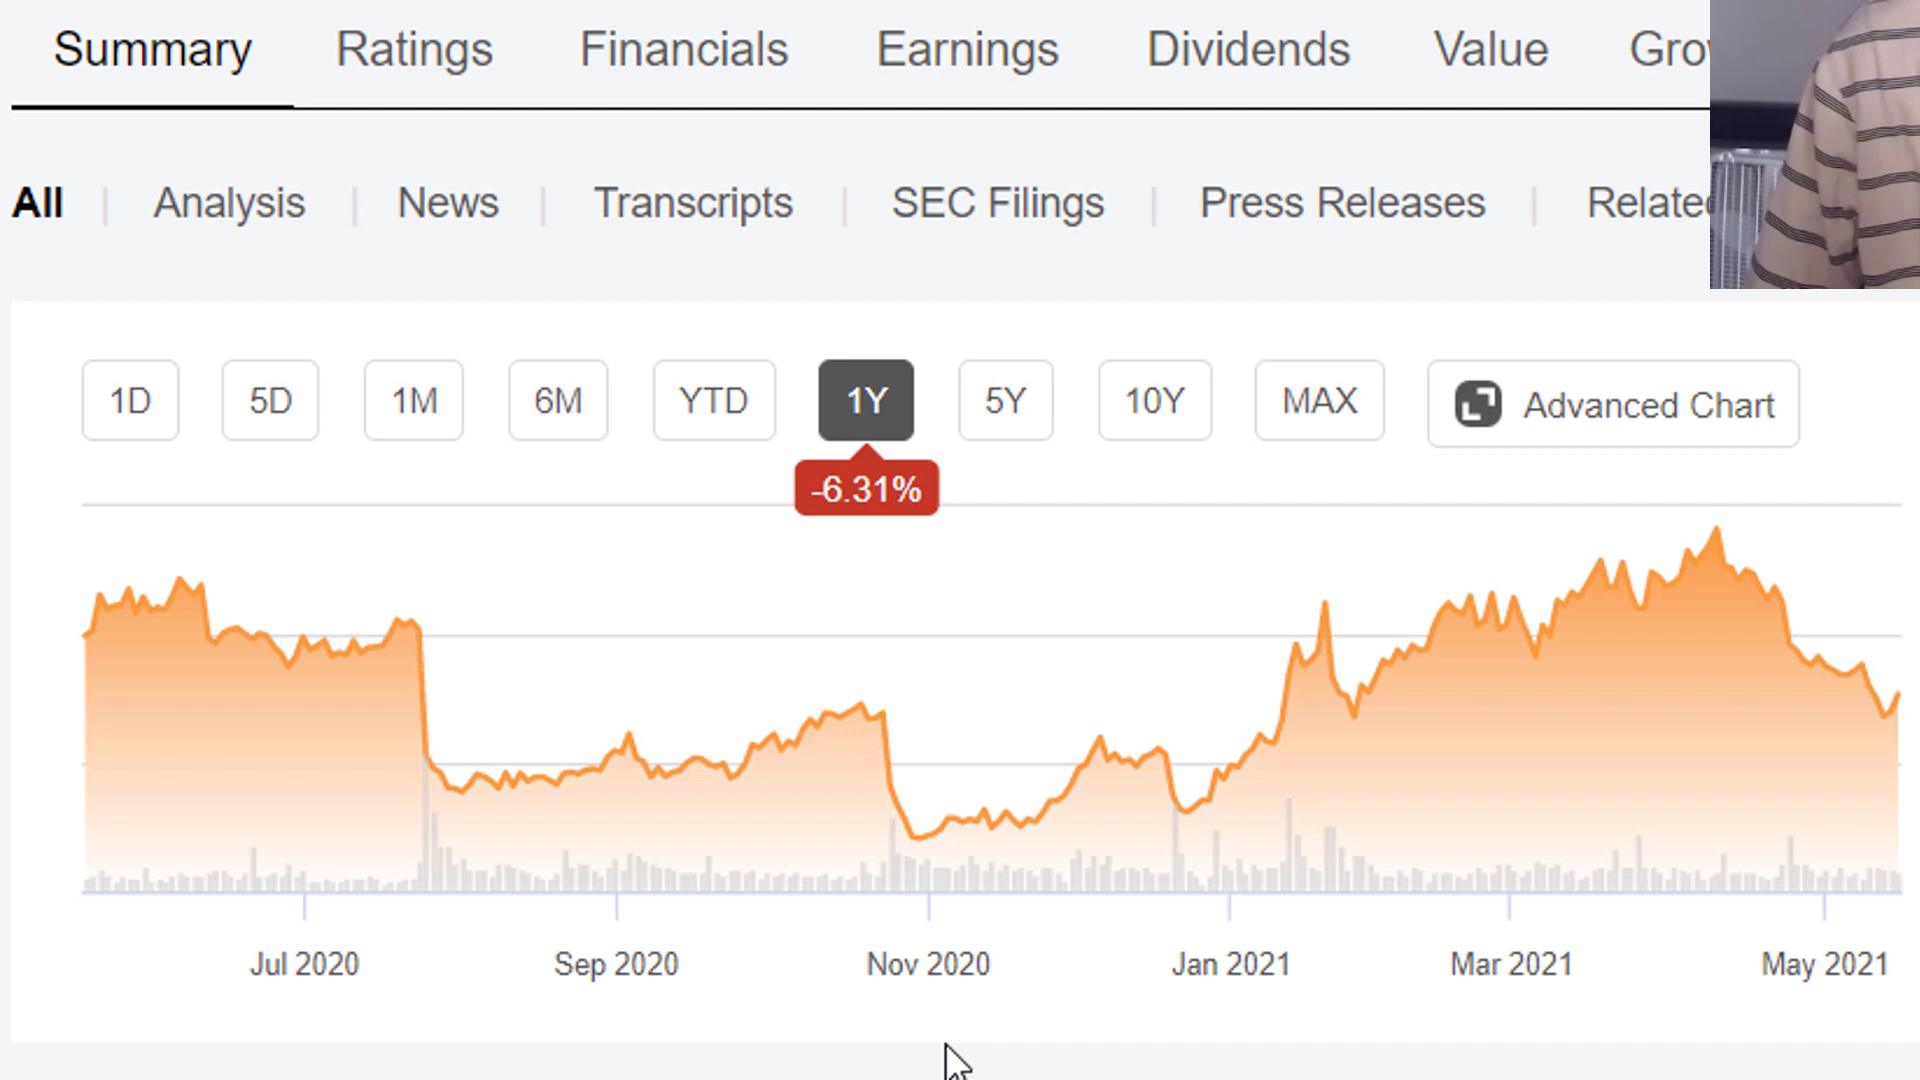 Summary Ratings Financials Earnings Dividends Value
All | Analysis | News | Transcripts | SEC Filings | Press Releases |
1D 5D 1M 6M YTD 1Y 5Y 10Y MAX Advanced Chart
-6.31%
Jul 2020 Sep 2020 Nov 2020 Jan 2021 Mar 2021 May 2021